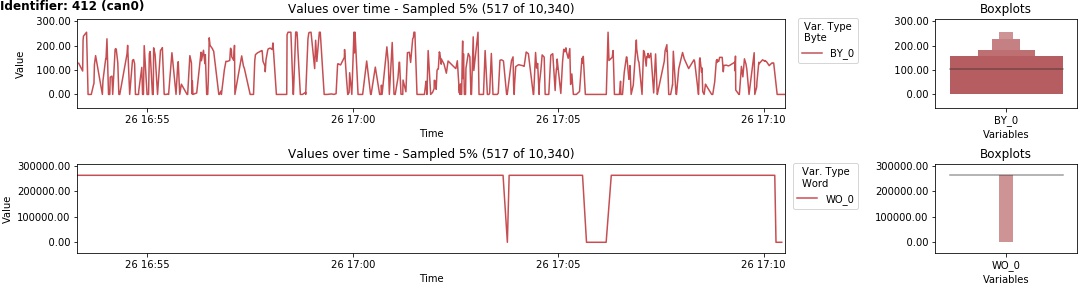 Identifier: 412 (can0)
Values over time - Sampled 5% (517 of 10,340)
Boxplots
300.00
200.00
100.00
0.00
Value
26 16:55
26 17:00
26 17:05
26 17:10
Time
Var. Type
Byte
BY_0
300.00
200.00
100.00
0.00
BY_0
Variables
Values over time - Sampled 5% (517 of 10,340)
Boxplots
300000.00
200000.00
100000.00
0.00
Value
26 16:55
26 17:00
26 17:05
26 17:10
Time
Var. Type
Word
WO_0
300000.00
200000.00
100000.00
0.00
WO_0
Variables